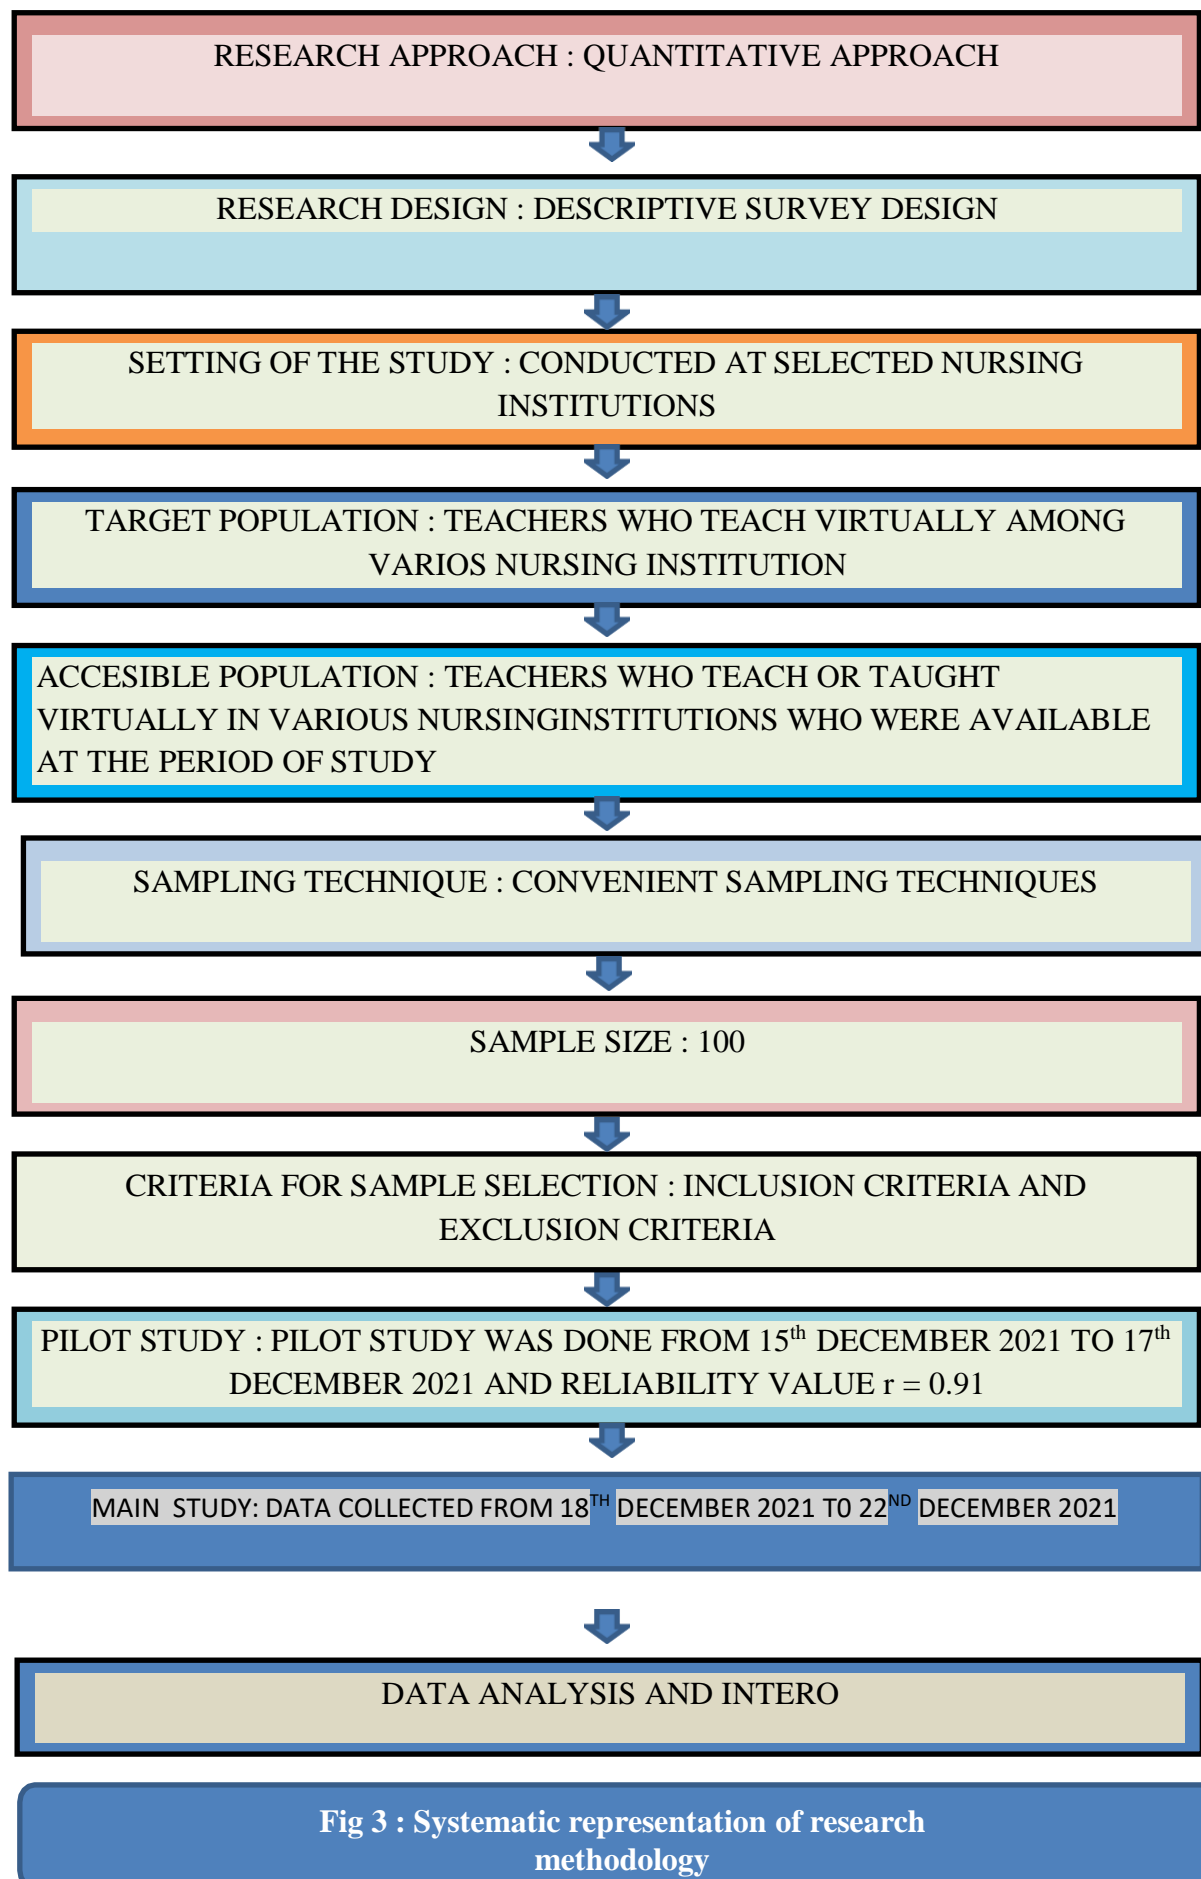 RESEARCH APPROACH : QUANTITATIVE APPROACH
RESEARCH DESIGN : DESCRIPTIVE SURVEY DESIGN
SETTING OF THE STUDY : CONDUCTED AT SELECTED NURSING
INSTITUTIONS
TARGET POPULATION : TEACHERS WHO TEACH VIRTUALLY AMONG
VARIOS NURSING INSTITUTION
ACCESIBLE POPULATION : TEACHERS WHO TEACH OR TAUGHT
VIRTUALLY IN VARIOUS NURSINGINSTITUTIONS WHO WERE AVAILABLE
AT THE PERIOD OF STUDY
SAMPLING TECHNIQUE : CONVENIENT SAMPLING TECHNIQUES
SAMPLE SIZE : 100
CRITERIA FOR SAMPLE SELECTION : INCLUSION CRITERIA AND
EXCLUSION CRITERIA
PILOT STUDY : PILOT STUDY WAS DONE FROM 15th DECEMBER 2021 TO 17th
DECEMBER 2021 AND RELIABILITY VALUE r = 0.91
MAIN STUDY: DATA COLLECTED FROM 18TH DECEMBER 2021 T0 22ND DECEMBER 2021
DATA ANALYSIS AND INTERO
Fig 3 : Systematic representation of research
methodology